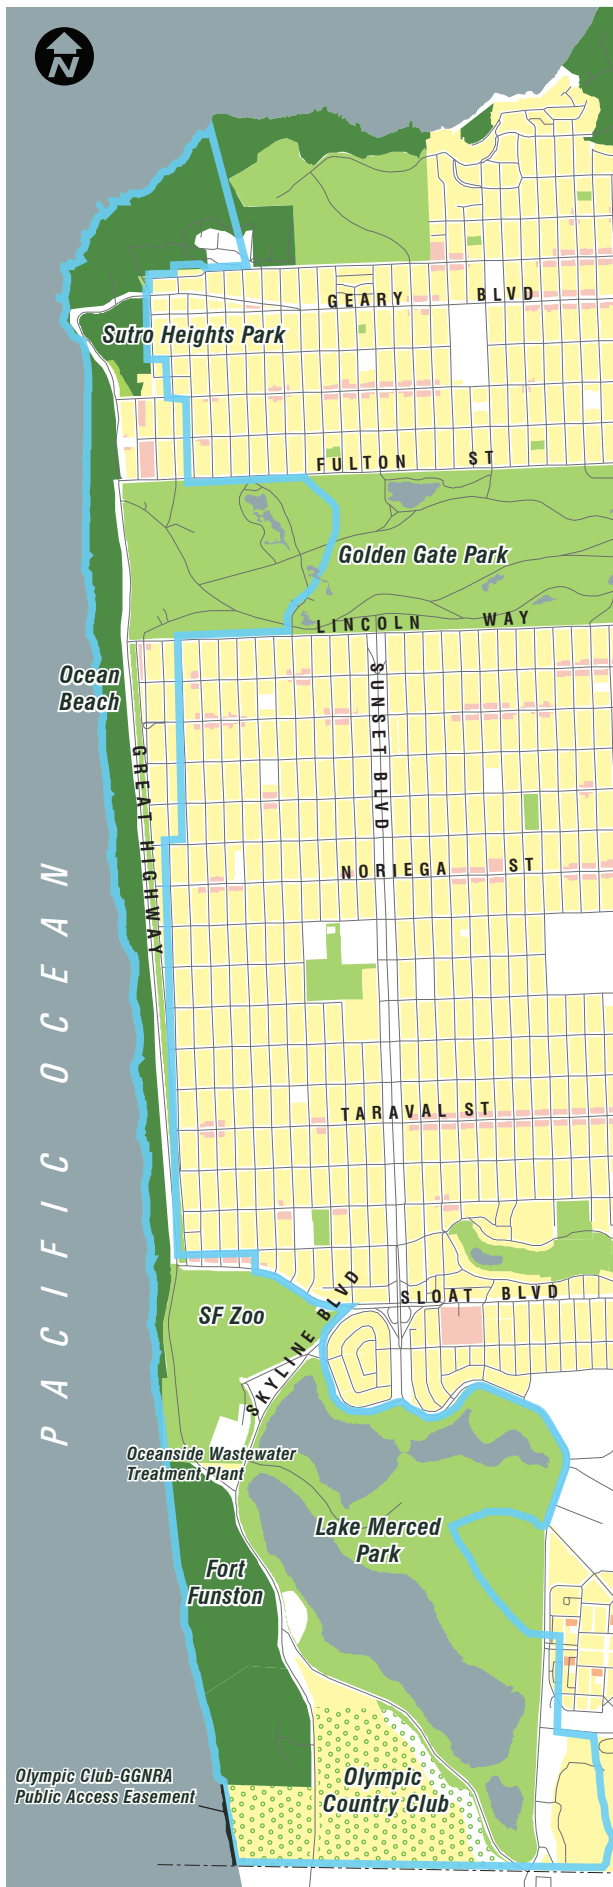 N
GEARY BLVD
Sutro Heights Park
FULTON ST
Golden Gate Park
LINCOLN WAY
Ocean
Beach
SUNSET BLVD
GREAT HIGHWAY
NORIEGA ST
PACIFIC OCEAN
TARAVAL ST
SLOAT BLVD
SF Zoo
SKYLINE BLVD
Oceanside Wastewater
Treatment Plant
Lake Merced
Park
Fort
Funston
Olympic Club-GGNRA
Public Access Easement
Olympic
Country Club